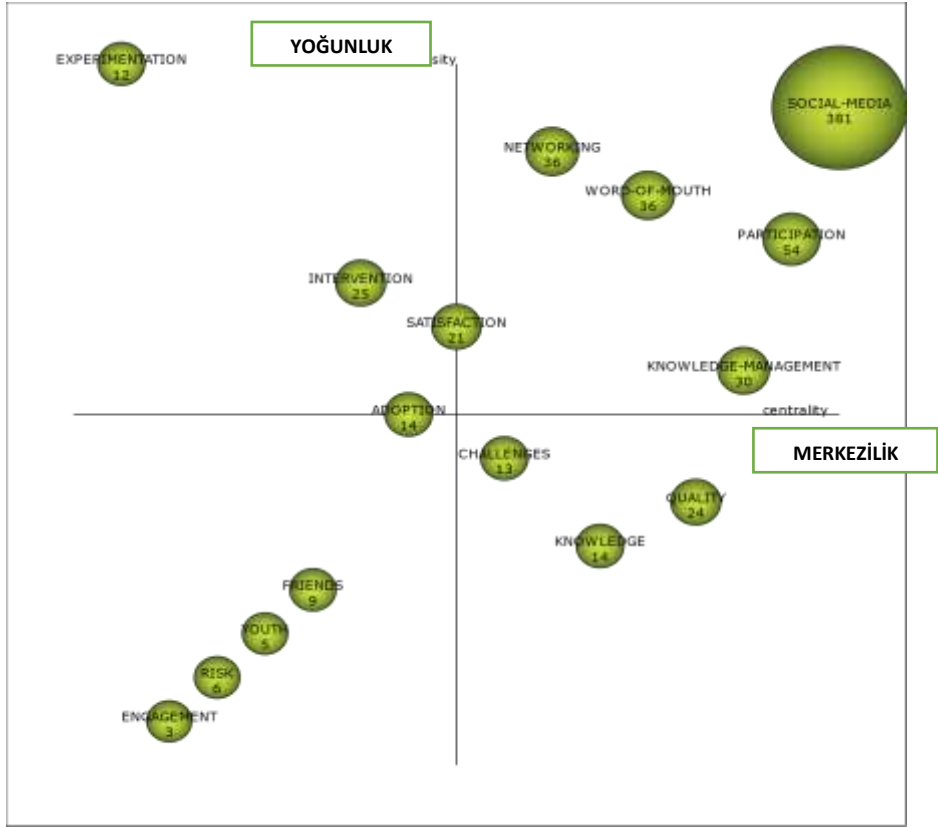 YOĞUNLUK
sity
EXPERIMENTATION
12
SOCIAL-MEDIA
381
NETWORKING
36
WORD-OF-MOUTH
36
PARTICIPATION
54
INTERVENTION
25
SATISFACTION
21
KNOWLEDGE-MANAGEMENT
30
ADOPTION
14
centrality
MERKEZİLİK
CHALLENGES
13
QUALITY
24
KNOWLEDGE
14
FRIENDS
9
YOUTH
5
RISK
6
ENGAGEMENT
3